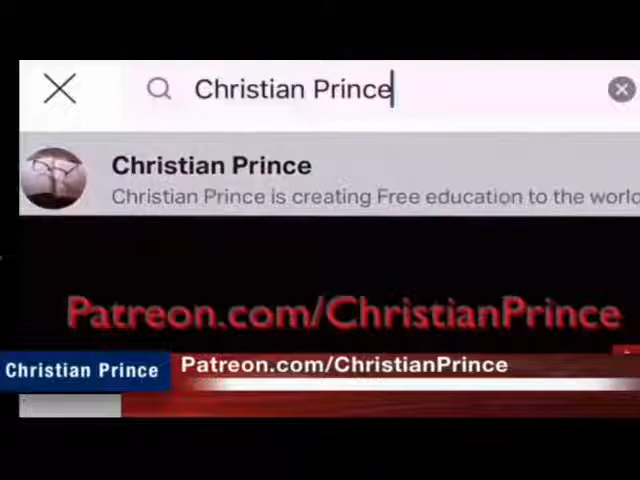 Christian Prince
Christian Prince
Christian Prince is creating Free education to the world
Patreon.com/ChristianPrince
Christian Prince
Patreon.com/ChristianPrince